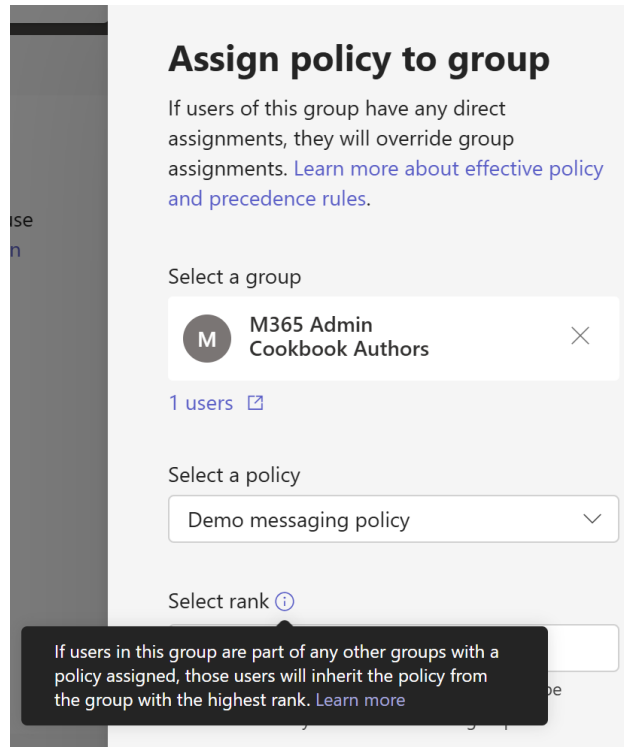 Assign policy to group
If users of this group have any direct
assignments, they will override group
assignments. Learn more about effective policy
and precedence rules.
Select a group
M
M365 Admin
Cookbook Authors
1 users
Select a policy
Demo messaging policy
Select rank
If users in this group are part of any other groups with a
policy assigned, those users will inherit the policy from
the group with the highest rank. Learn more